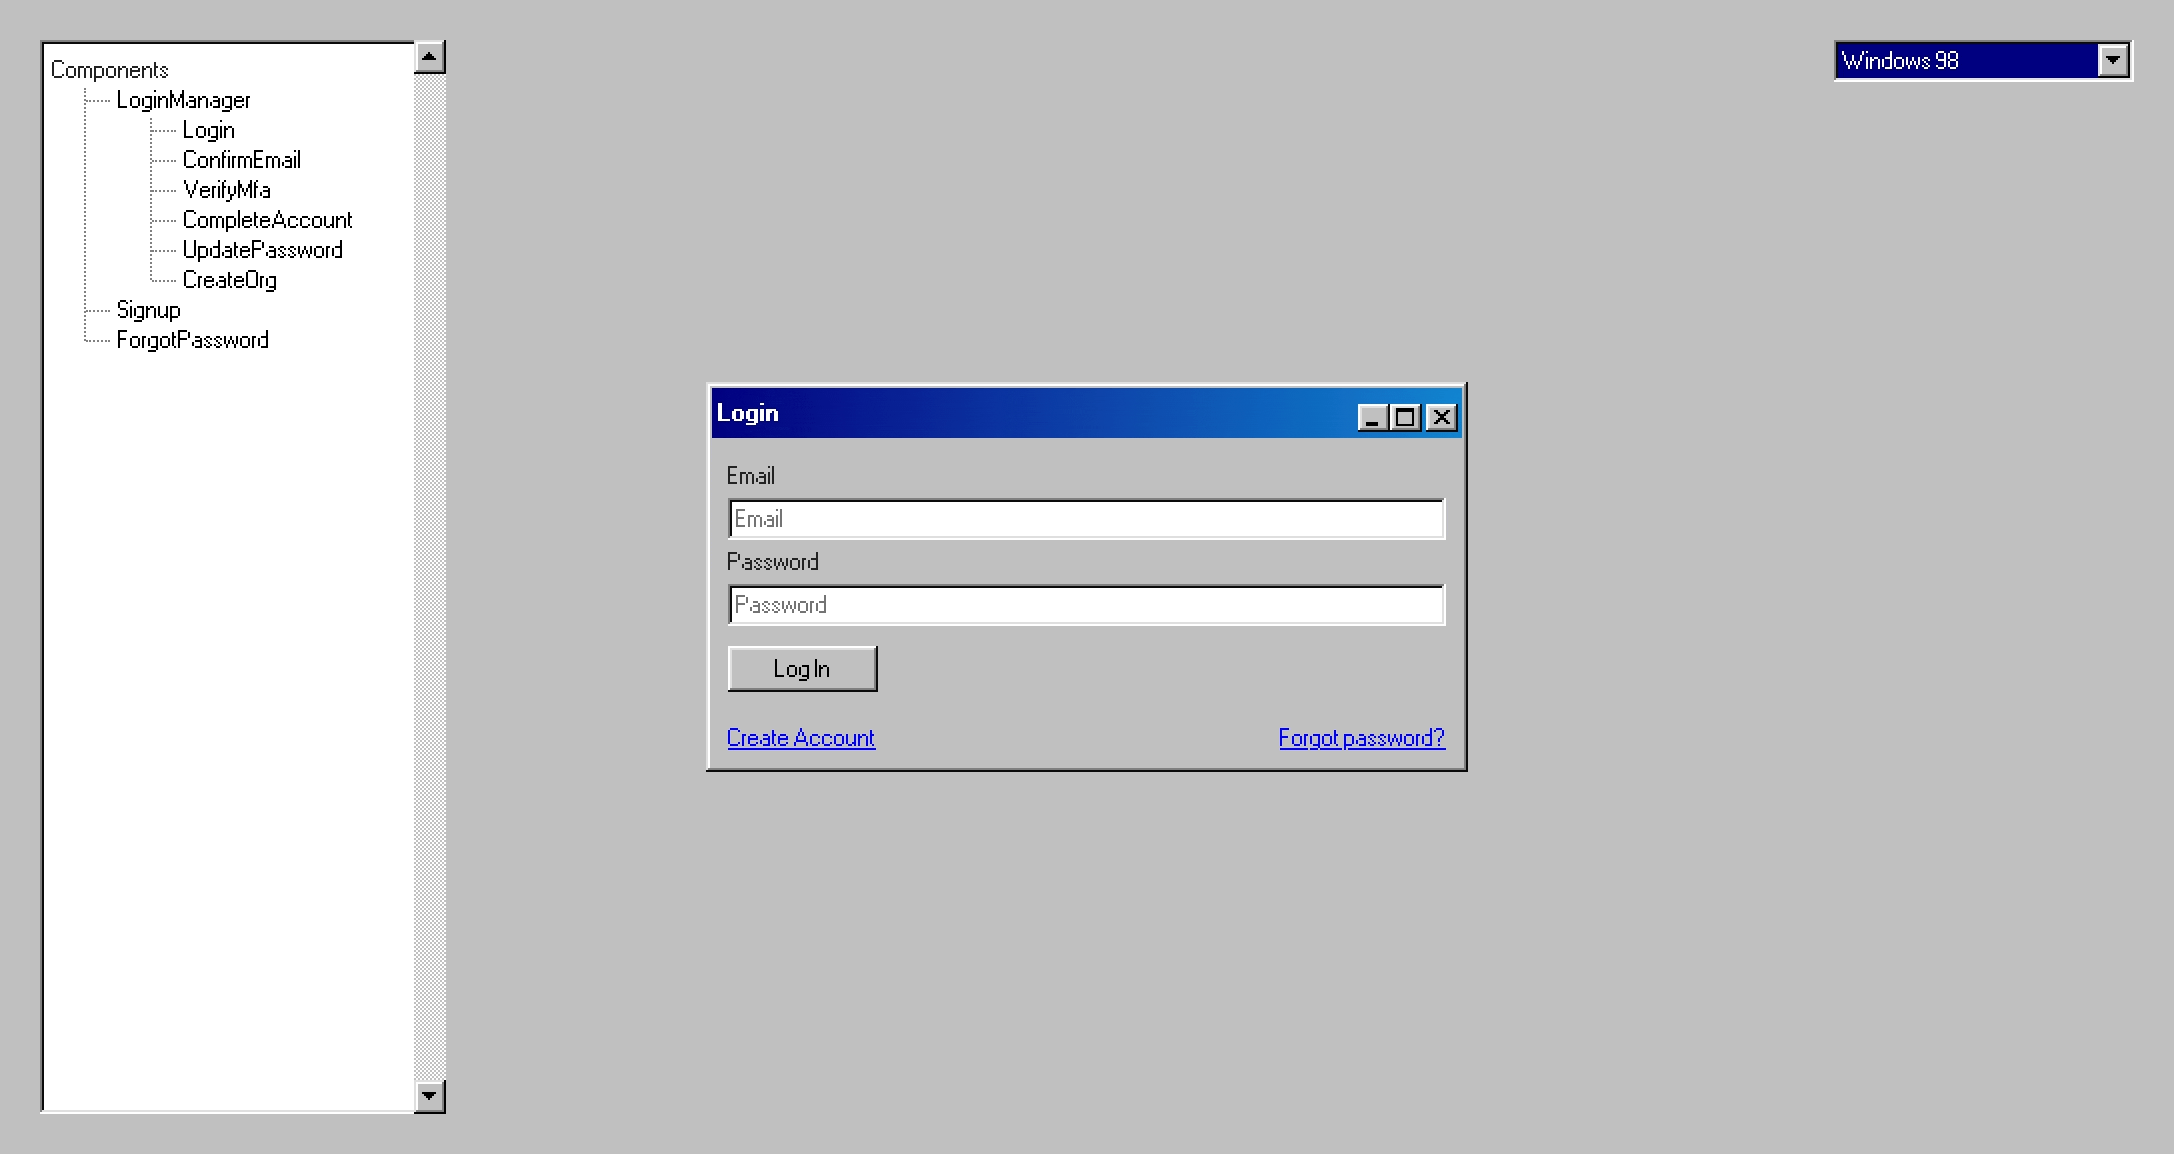 Components
LoginManager
Login
ConfirmEmail
VerifyMfa
CompleteAccount
UpdatePassword
CreateOrg
Signup
ForgotPassword
Windows 98
Login
Email
Email
Password
Password
Log In
Create Account
Forgot password?